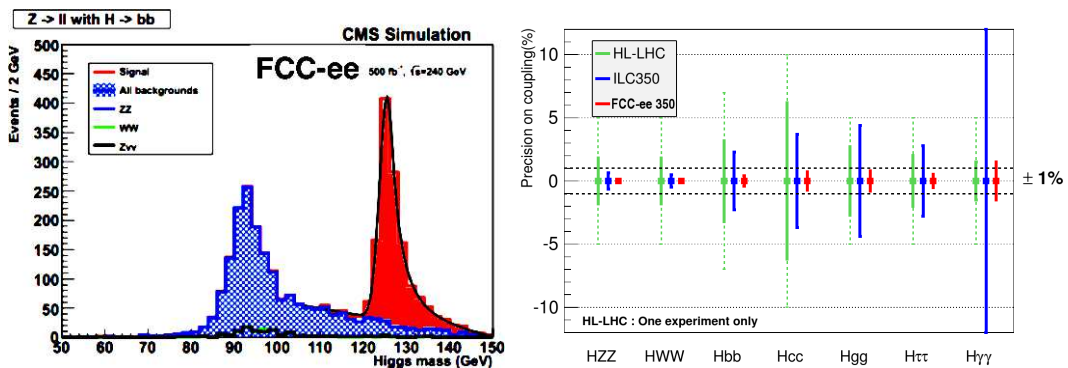 Z -> ll with H -> bb
CMS Simulation
FCC-ee 500 fb⁻¹, √s=240 GeV
Events / 2 GeV
500
450
400
350
300
250
200
150
100
50
0
Signal
All backgrounds
ZZ
WW
Zνν
50 60 70 80 90 100 110 120 130 140 150
Higgs mass (GeV)
Precision on coupling(%)
10
5
0
-5
-10
HL-LHC
ILC350
FCC-ee 350
± 1%
HL-LHC : One experiment only
HZZ HWW Hbb Hcc Hgg Hττ Hγγ